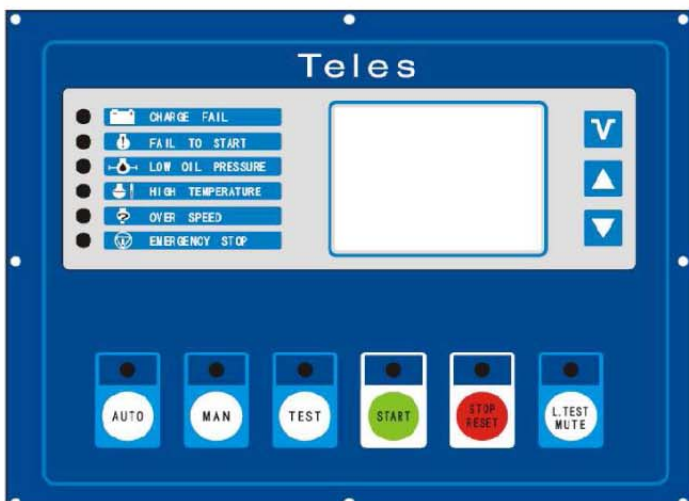 Teles
CHARGE FAIL
FAIL TO START
LOW OIL PRESSURE
HIGH TEMPERATURE
OVER SPEED
EMERGENCY STOP
AUTO
MAN
TEST
START
STOP
RESET
L.TEST
MUTE